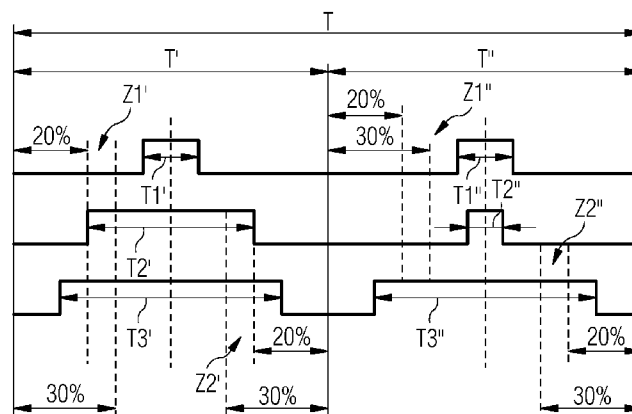 T
T' T"
Z1' Z1"
20% 20%
30%
T1' T1" T2"
Z2"
T2'
T3' T3"
Z2' 20% 20%
30% 30% 30%